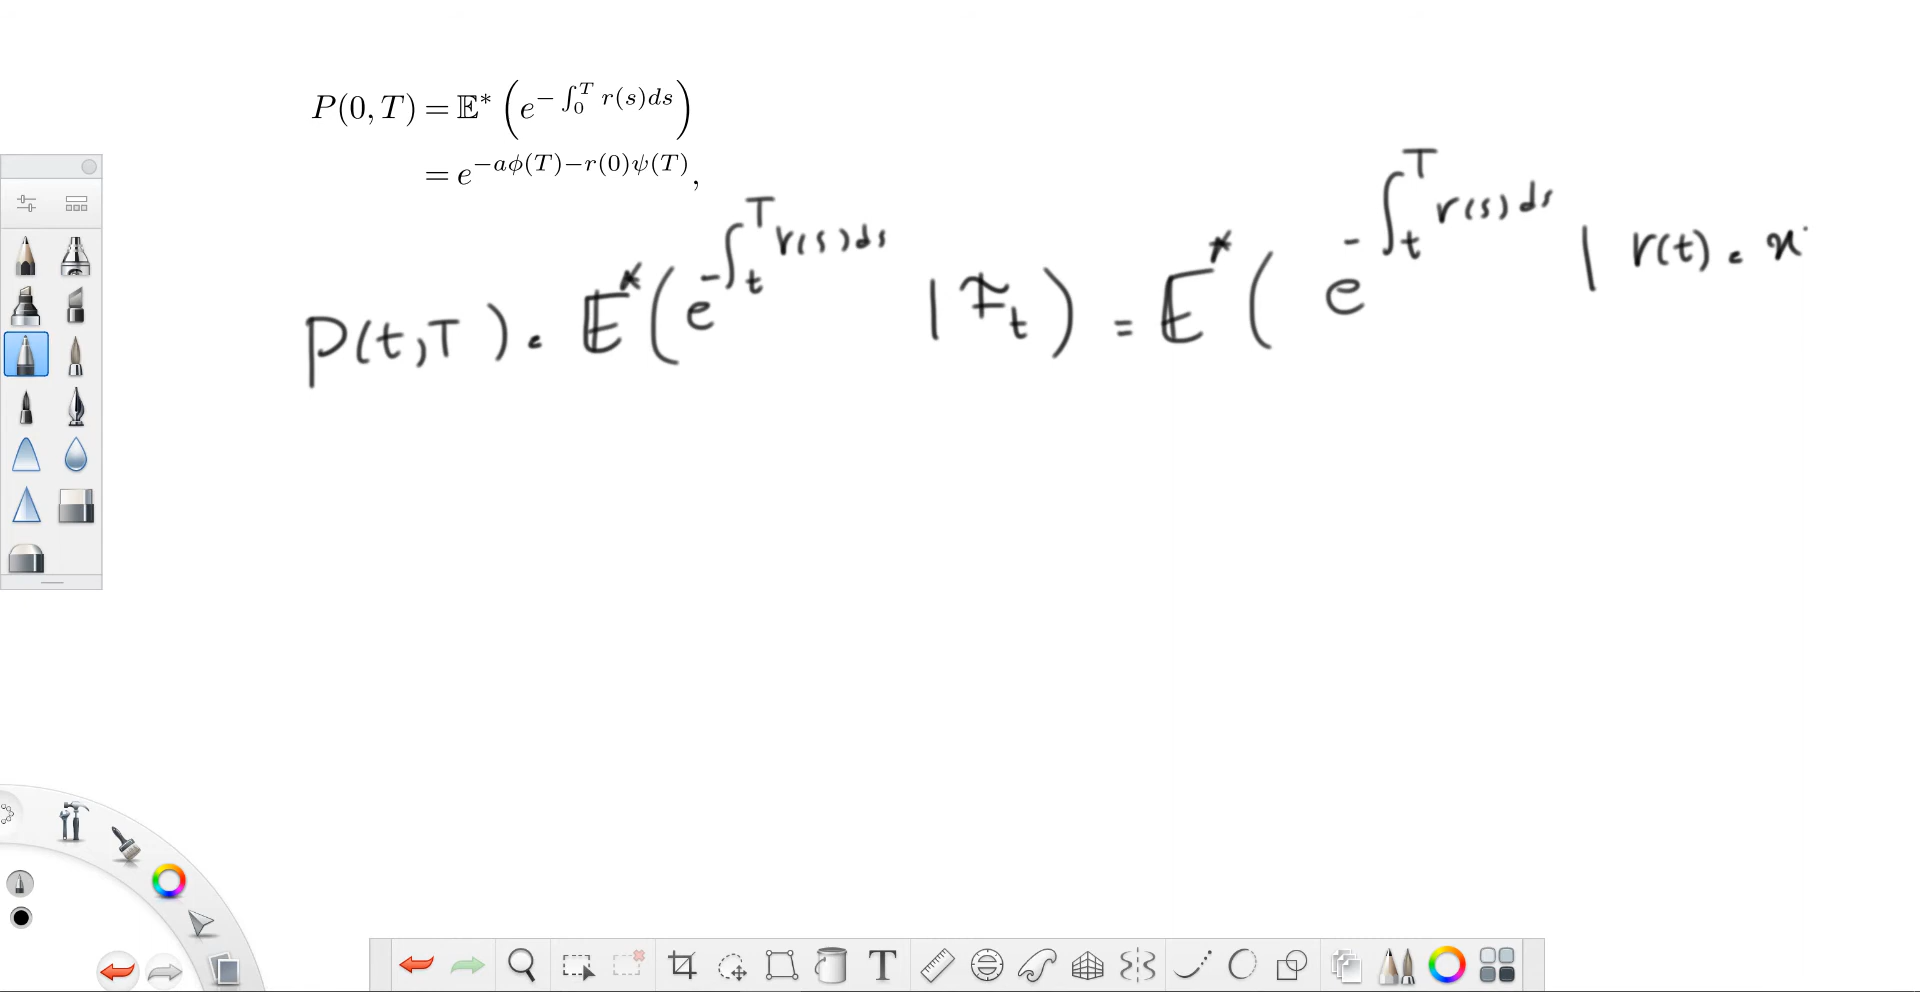 P(0, T) = 𝔼* ( e^{− ∫_0^T r(s)ds} )
= e^{−aϕ(T)−r(0)ψ(T)},
P(t,T) = 𝔼* ( e^{−∫_t^T r(s)ds} | ℱ_t ) = 𝔼* ( e^{−∫_t^T r(s)ds} | r(t) = x